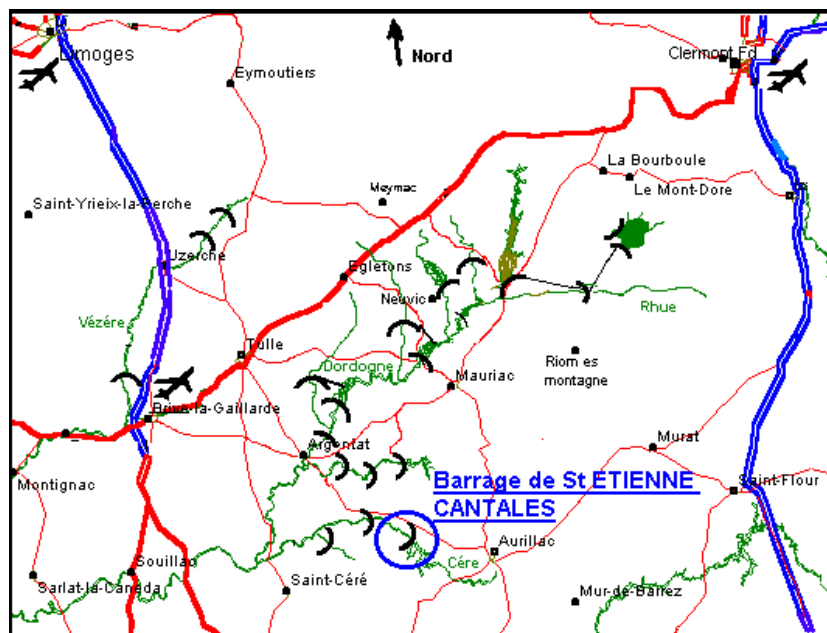 Limoges
Nord
Clermont Fd
Eymoutiers
La Bourboule
Le Mont-Dore
Meymac
Saint-Yrieix-la-Perche
Uzerche
Egletons
Neuvic
Rhue
Vézére
Tulle
Dordogne
Riom es
montagne
Mauriac
Brive-la-Gaillarde
Argentat
Murat
Montignac
Barrage de St ETIENNE
CANTALES
Saint-Flour
Aurillac
Souillac
Cére
Sarlat-la-Canéda
Saint-Céré
Mur-de-Barrez